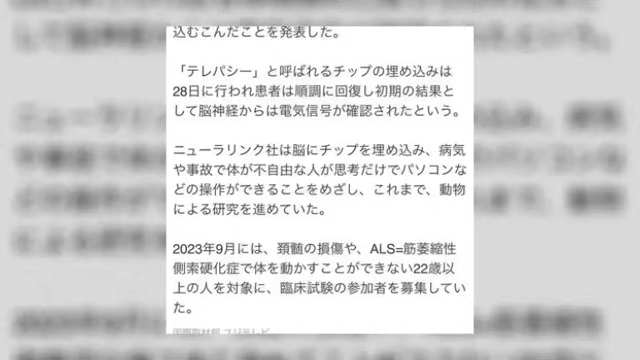 込むこんだことを発表した。
「テレパシー」と呼ばれるチップの埋め込みは
28日に行われ患者は順調に回復し初期の結果と
して脳神経からは電気信号が確認されたという。
ニューラリンク社は脳にチップを埋め込み、病気
や事故で体が不自由な人が思考だけでパソコンな
どの操作ができることをめざし、これまで、動物
による研究を進めていた。
2023年9月には、頚髄の損傷や、ALS=筋萎縮性
側索硬化症で体を動かすことができない22歳以
上の人を対象に、臨床試験の参加者を募集してい
た。